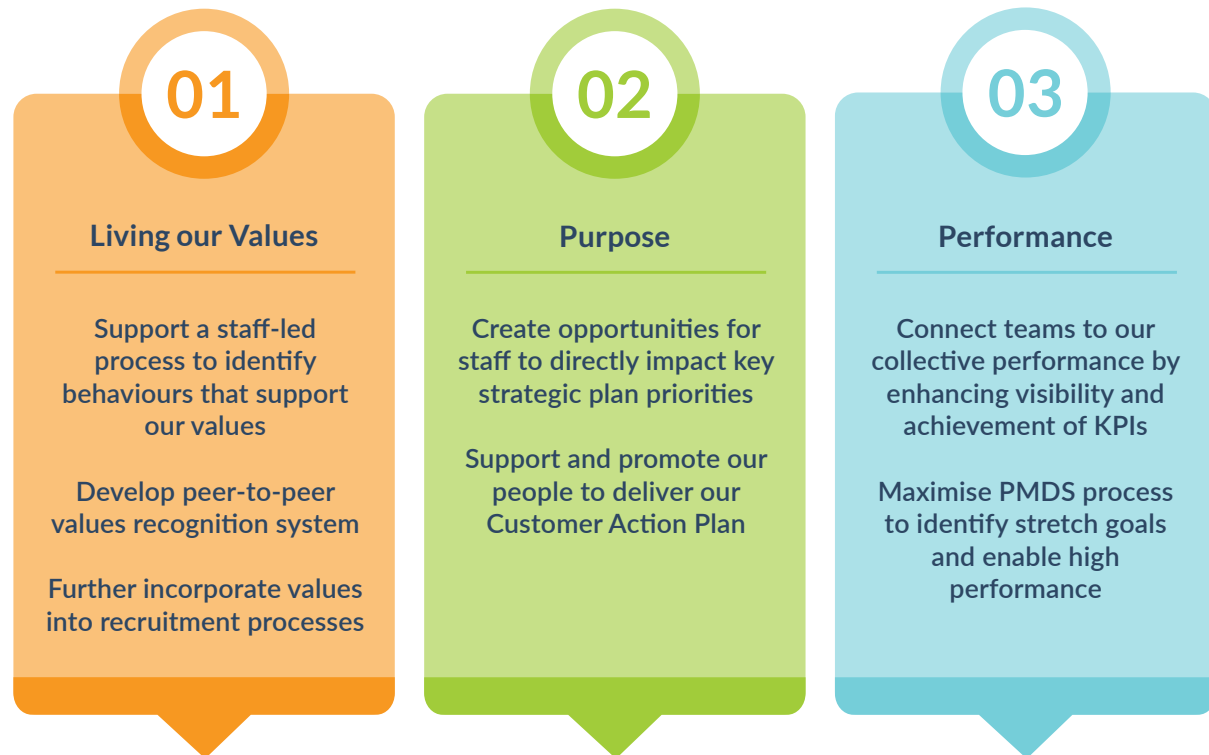 01
Living our Values
Support a staff-led
process to identify
behaviours that support
our values
Develop peer-to-peer
values recognition system
Further incorporate values
into recruitment processes
02
Purpose
Create opportunities for
staff to directly impact key
strategic plan priorities
Support and promote our
people to deliver our
Customer Action Plan
03
Performance
Connect teams to our
collective performance by
enhancing visibility and
achievement of KPIs
Maximise PMDS process
to identify stretch goals
and enable high
performance